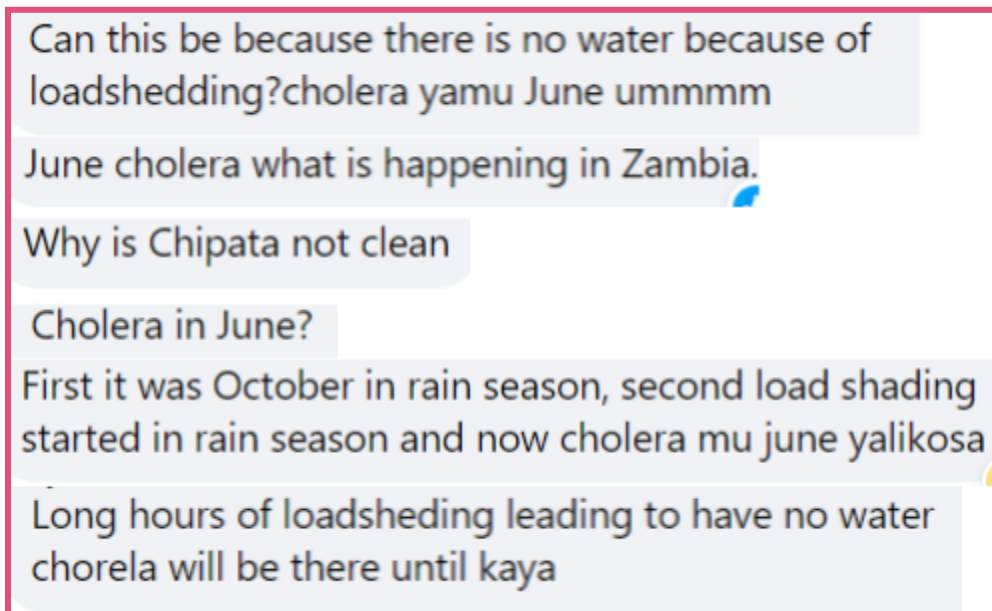 Can this be because there is no water because of
loadshedding?cholera yamu June ummmm
June cholera what is happening in Zambia.
Why is Chipata not clean
Cholera in June?
First it was October in rain season, second load shading
started in rain season and now cholera mu june yalikosa
Long hours of loadsheding leading to have no water
chorela will be there until kaya